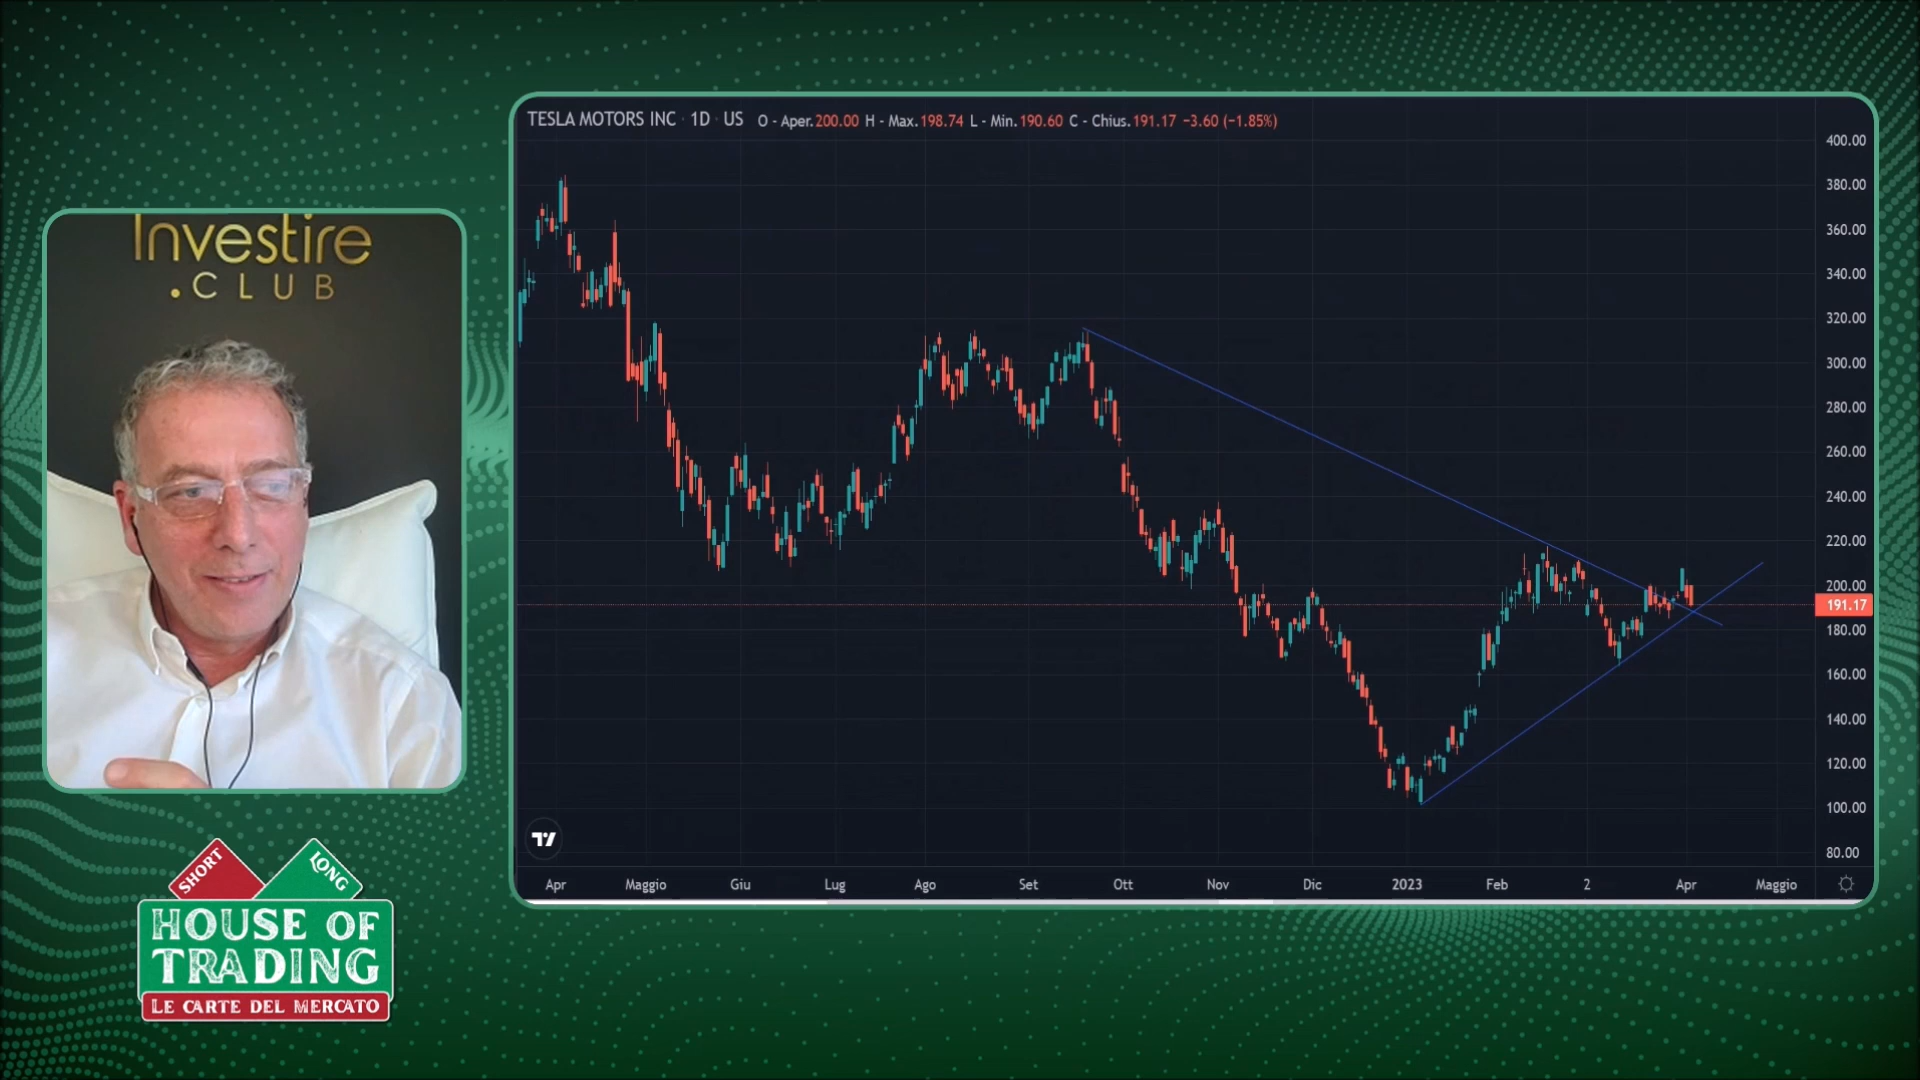 Investire
.CLUB
SHORT
LONG
HOUSE OF
TRADING
LE CARTE DEL MERCATO
TESLA MOTORS INC · 1D · US O - Aper.200.00 H - Max.198.74 L - Min.190.60 C - Chius.191.17 −3.60 (−1.85%)
400.00
380.00
360.00
340.00
320.00
300.00
280.00
260.00
240.00
220.00
200.00
191.17
180.00
160.00
140.00
120.00
100.00
80.00
Apr Maggio Giu Lug Ago Set Ott Nov Dic 2023 Feb 2 Apr Maggio